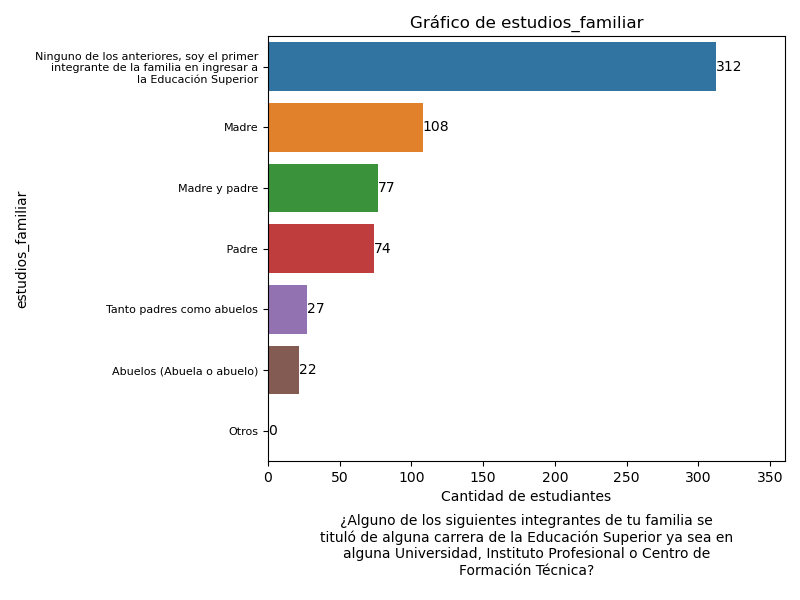 Gráfico de estudios_familiar
Ninguno de los anteriores, soy el primer
integrante de la familia en ingresar a
la Educación Superior
312
Madre
108
Madre y padre
77
Padre
74
Tanto padres como abuelos
27
Abuelos (Abuela o abuelo)
22
Otros
0
estudios_familiar
0 50 100 150 200 250 300 350
Cantidad de estudiantes
¿Alguno de los siguientes integrantes de tu familia se
tituló de alguna carrera de la Educación Superior ya sea en
alguna Universidad, Instituto Profesional o Centro de
Formación Técnica?